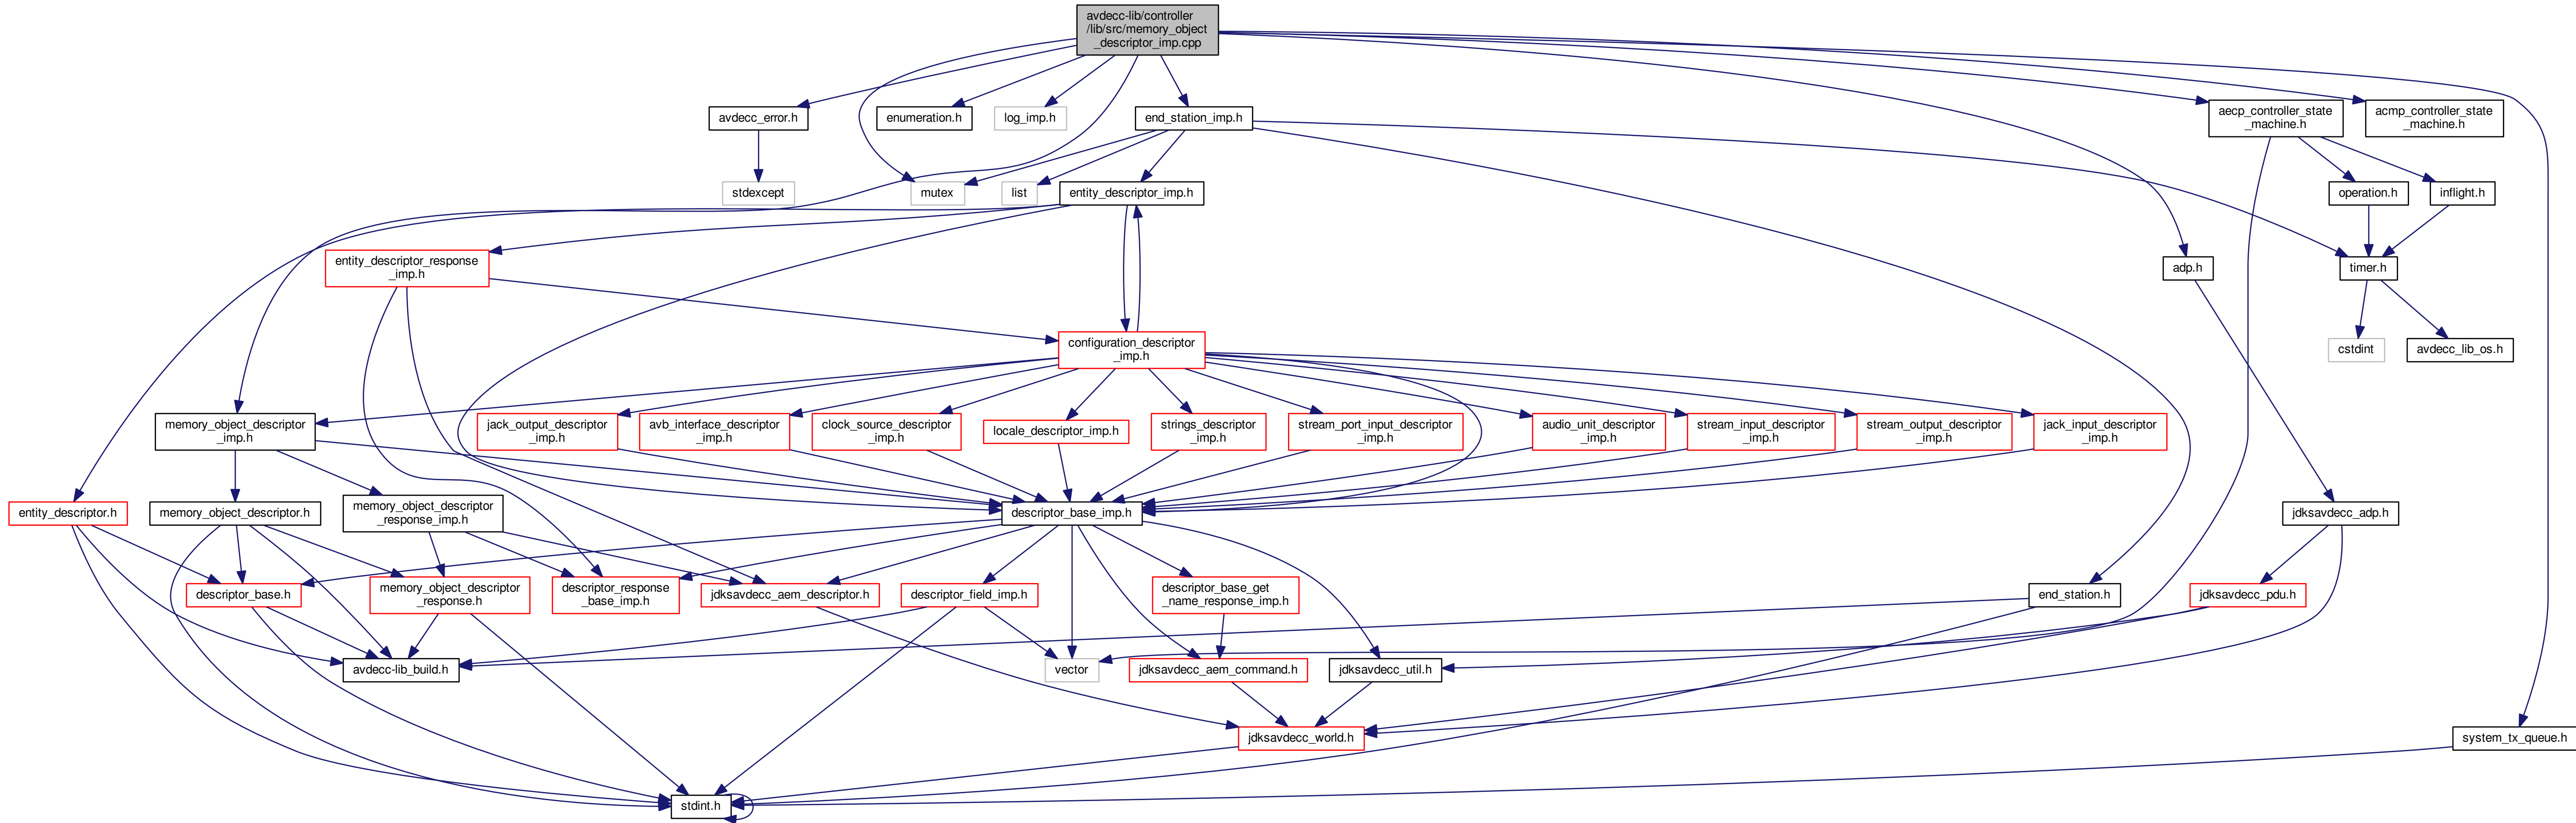 avdecc-lib/controller
/lib/src/memory_object
_descriptor_imp.cpp
avdecc_error.h
enumeration.h
log_imp.h
end_station_imp.h
aecp_controller_state
_machine.h
acmp_controller_state
_machine.h
stdexcept
mutex
list
entity_descriptor_imp.h
operation.h
inflight.h
entity_descriptor_response
_imp.h
adp.h
timer.h
configuration_descriptor
_imp.h
cstdint
avdecc_lib_os.h
memory_object_descriptor
_imp.h
jack_output_descriptor
_imp.h
avb_interface_descriptor
_imp.h
clock_source_descriptor
_imp.h
locale_descriptor_imp.h
strings_descriptor
_imp.h
stream_port_input_descriptor
_imp.h
audio_unit_descriptor
_imp.h
stream_input_descriptor
_imp.h
stream_output_descriptor
_imp.h
jack_input_descriptor
_imp.h
entity_descriptor.h
memory_object_descriptor.h
memory_object_descriptor
_response_imp.h
descriptor_base_imp.h
jdksavdecc_adp.h
descriptor_base.h
memory_object_descriptor
_response.h
descriptor_response
_base_imp.h
jdksavdecc_aem_descriptor.h
descriptor_field_imp.h
descriptor_base_get
_name_response_imp.h
end_station.h
jdksavdecc_pdu.h
avdecc-lib_build.h
vector
jdksavdecc_aem_command.h
jdksavdecc_util.h
jdksavdecc_world.h
system_tx_queue.h
stdint.h